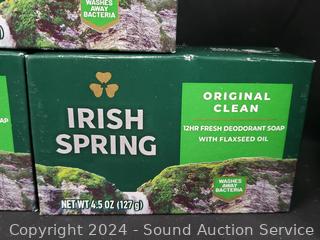 WASHES
AWAY
BACTERIA
ORIGINAL
CLEAN
IRISH
SPRING
12HR FRESH DEODORANT SOAP
WITH FLAXSEED OIL
SOAP
WASHES
AWAY
BACTERIA
NET WT 4.5 OZ (127 g)
Copyright 2024 - Sound Auction Service